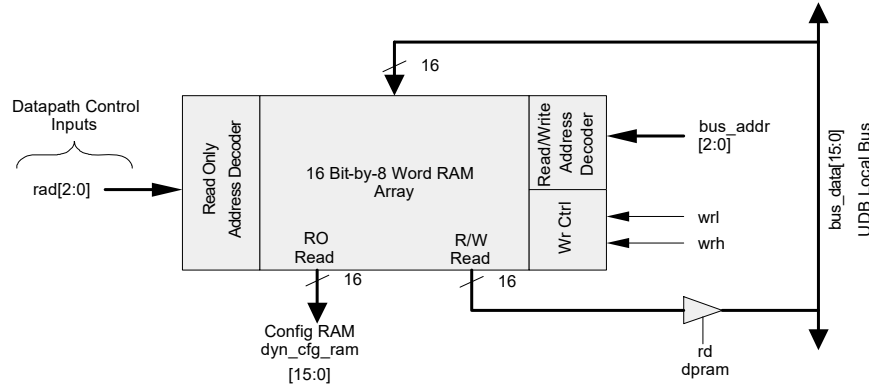 16
Datapath Control
Inputs
rad[2:0]
Read Only
Address Decoder
16 Bit-by-8 Word RAM
Array
Read/Write
Address
Decoder
bus_addr
[2:0]
Wr Ctrl
wrl
wrh
RO
Read
R/W
Read
16
16
Config RAM
dyn_cfg_ram
[15:0]
rd
dpram
bus_data[15:0]
UDB Local Bus